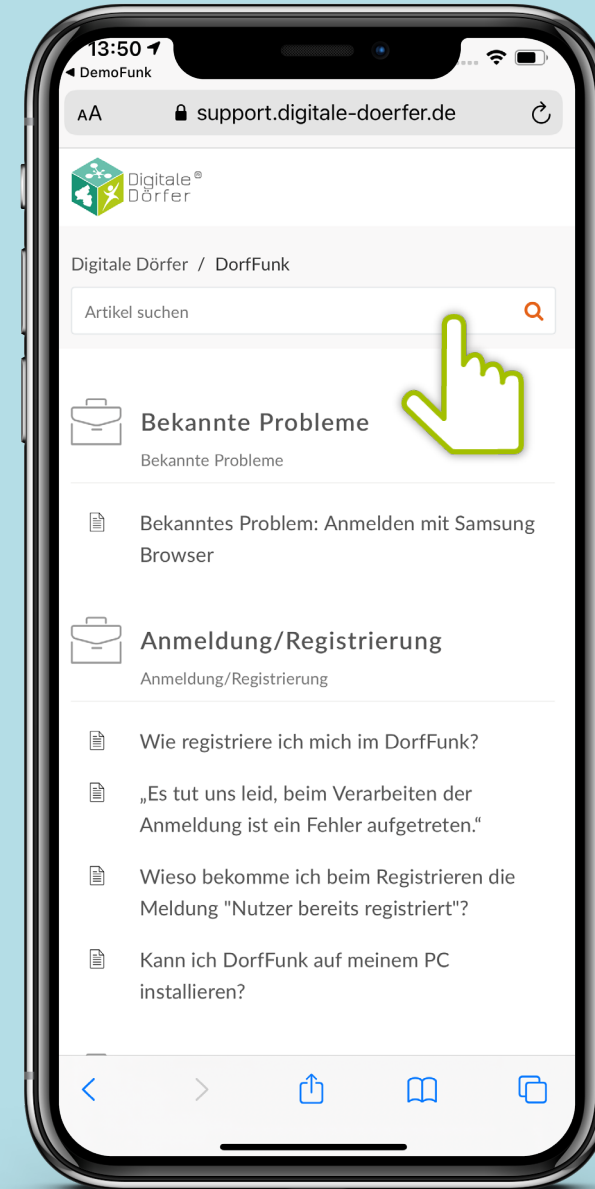 13:50
◀ DemoFunk
AA support.digitale-doerfer.de
Digitale®
Dörfer
Digitale Dörfer / DorfFunk
Artikel suchen
Bekannte Probleme
Bekannte Probleme
Bekanntes Problem: Anmelden mit Samsung
Browser
Anmeldung/Registrierung
Anmeldung/Registrierung
Wie registriere ich mich im DorfFunk?
„Es tut uns leid, beim Verarbeiten der
Anmeldung ist ein Fehler aufgetreten.“
Wieso bekomme ich beim Registrieren die
Meldung "Nutzer bereits registriert"?
Kann ich DorfFunk auf meinem PC
installieren?